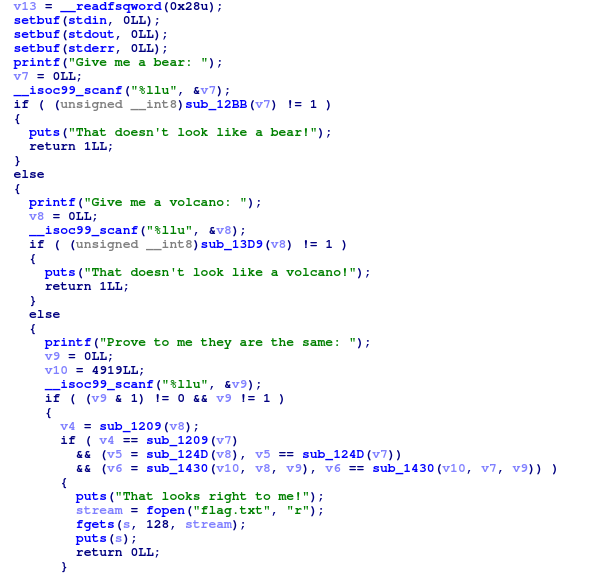 v13 = __readfsqword(0x28u);
setbuf(stdin, 0LL);
setbuf(stdout, 0LL);
setbuf(stderr, 0LL);
printf("Give me a bear: ");
v7 = 0LL;
__isoc99_scanf("%llu", &v7);
if ( (unsigned __int8)sub_12BB(v7) != 1 )
{
puts("That doesn't look like a bear!");
return 1LL;
}
else
{
printf("Give me a volcano: ");
v8 = 0LL;
__isoc99_scanf("%llu", &v8);
if ( (unsigned __int8)sub_13D9(v8) != 1 )
{
puts("That doesn't look like a volcano!");
return 1LL;
}
else
{
printf("Prove to me they are the same: ");
v9 = 0LL;
v10 = 4919LL;
__isoc99_scanf("%llu", &v9);
if ( (v9 & 1) != 0 && v9 != 1 )
{
v4 = sub_1209(v8);
if ( v4 == sub_1209(v7)
&& (v5 = sub_124D(v8), v5 == sub_124D(v7))
&& (v6 = sub_1430(v10, v8, v9), v6 == sub_1430(v10, v7, v9)) )
{
puts("That looks right to me!");
stream = fopen("flag.txt", "r");
fgets(s, 128, stream);
puts(s);
return 0LL;
}